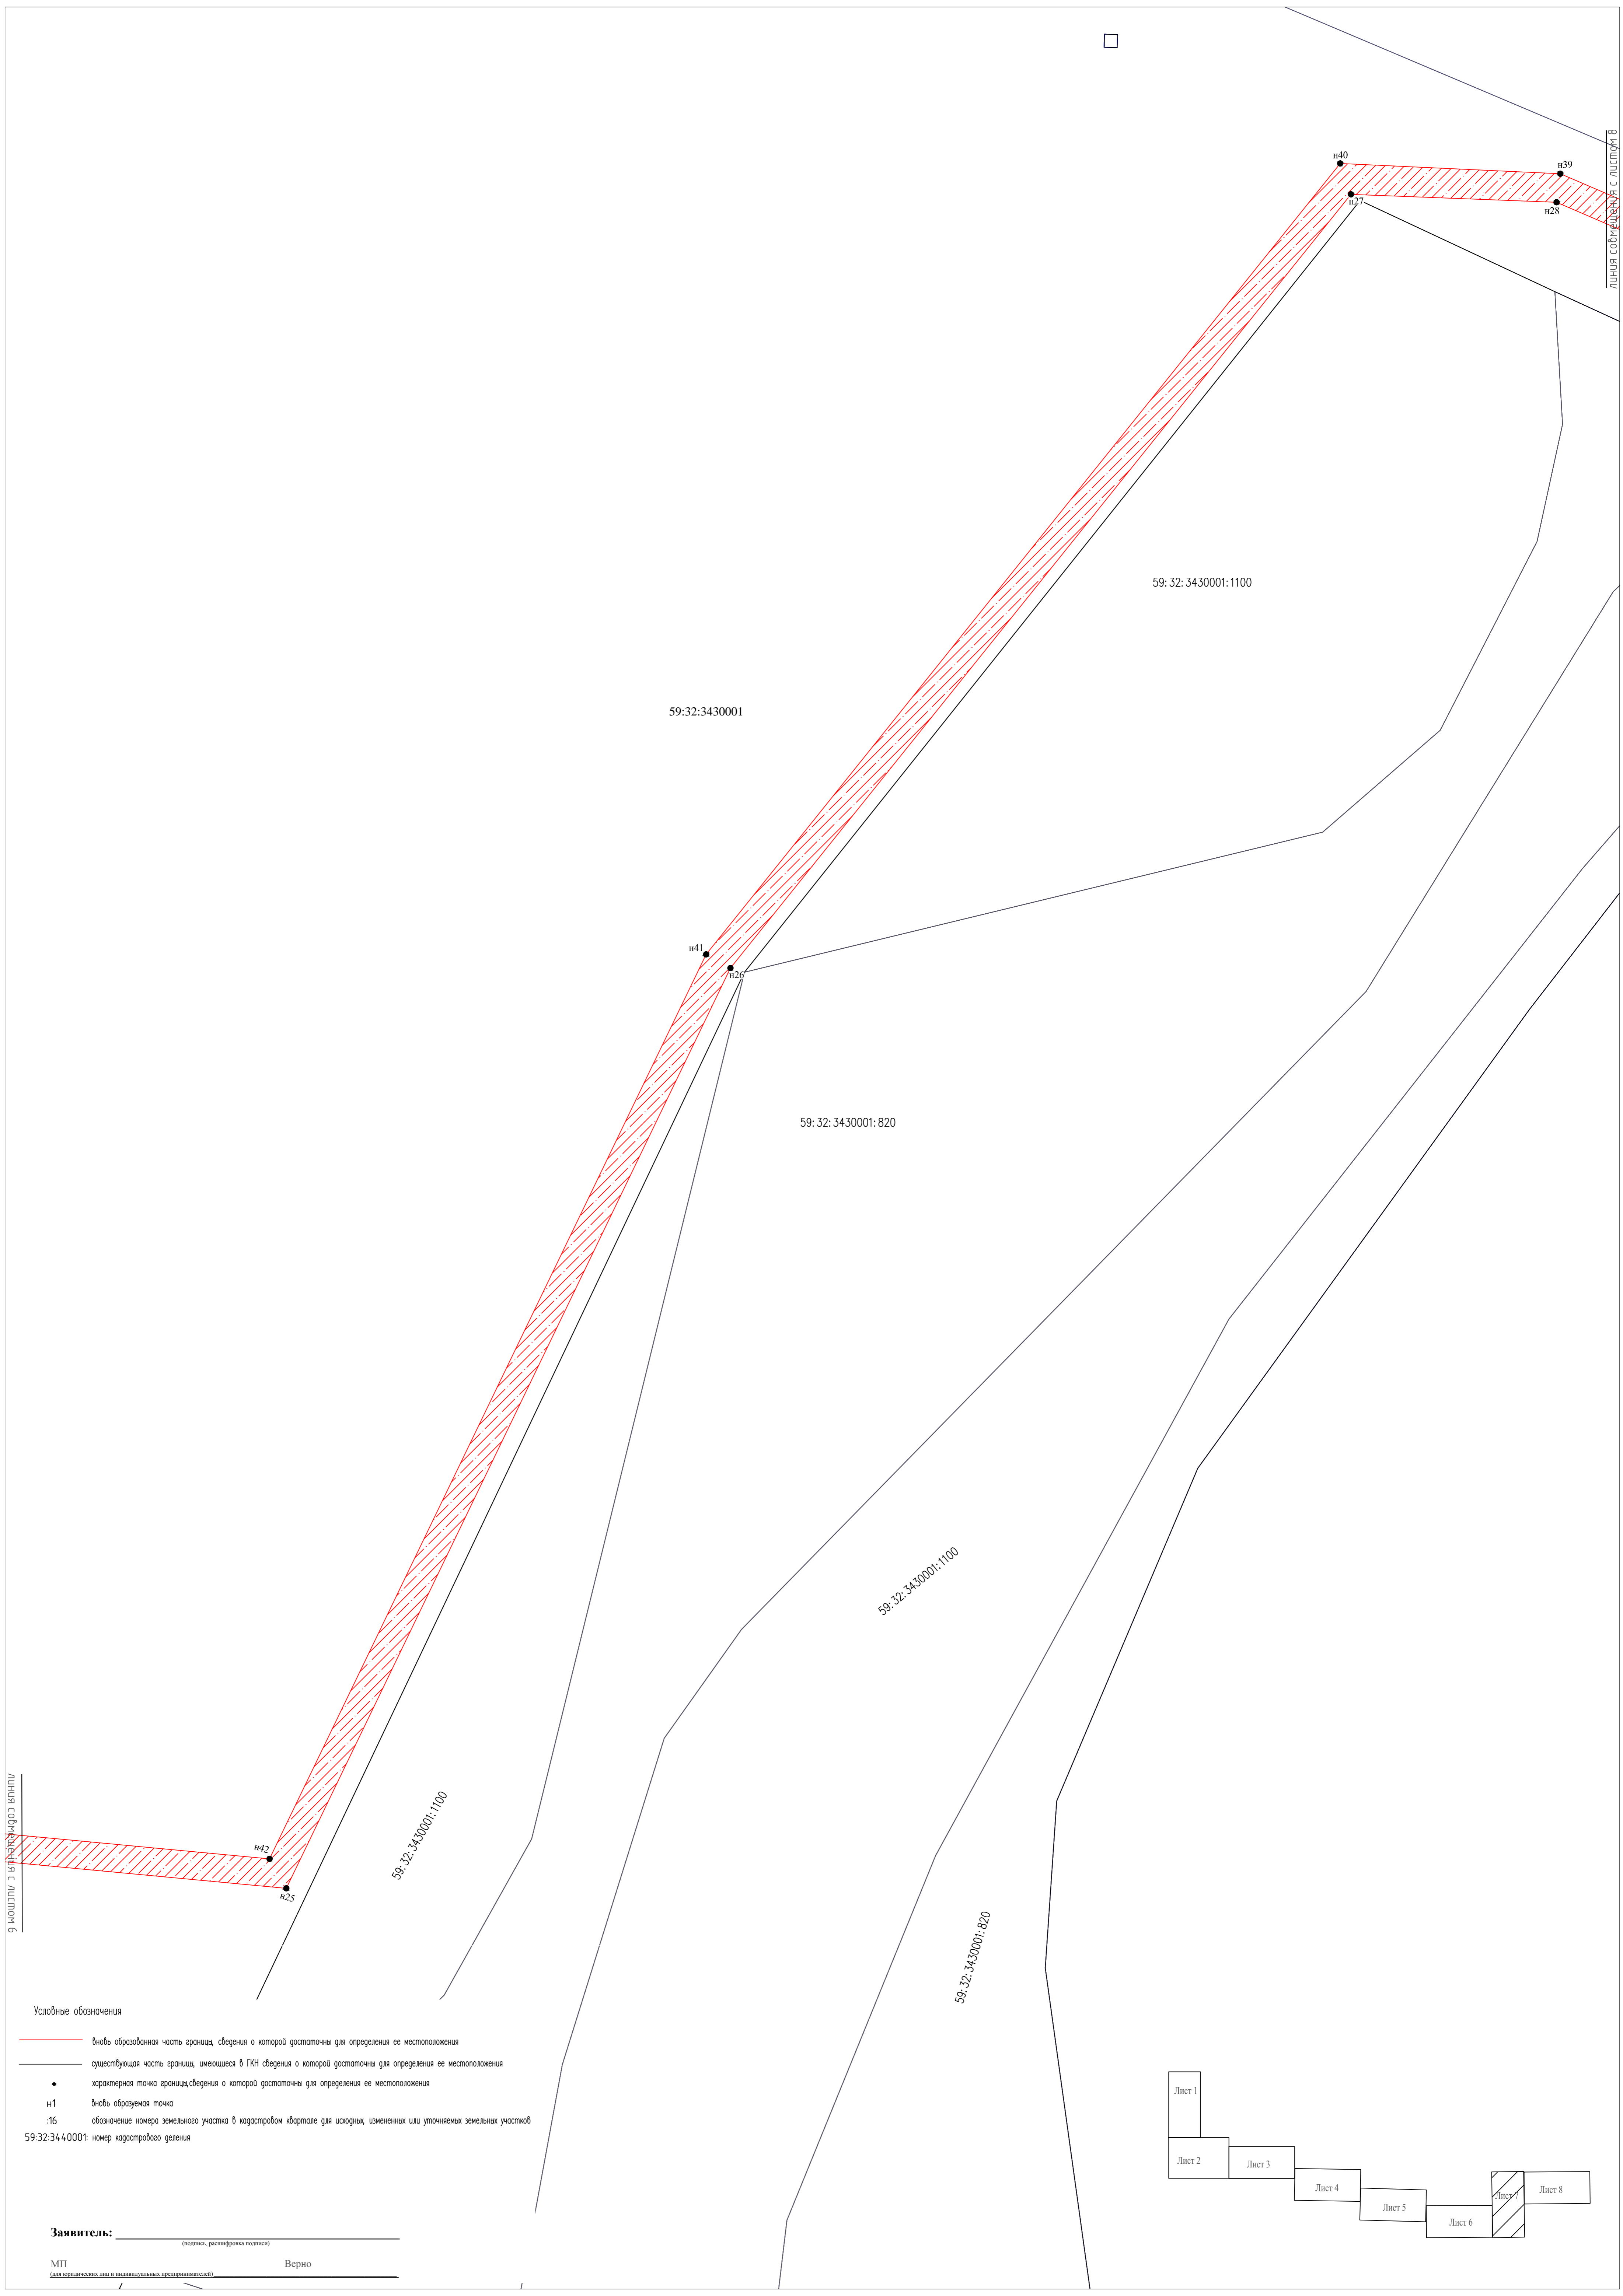 н40
н39
линия совмещения с листом 8
н27
н28
59:32:3430001:1100
59:32:3430001
н41
н26
59:32:3430001:820
59:32:3430001:1100
59:32:3430001:1100
линия совмещения с листом 6
н42
н25
59:32:3430001:820
Условные обозначения
вновь образованная часть границы, сведения о которой достаточны для определения ее местоположения
существующая часть границы, имеющиеся в ГКН сведения о которой достаточны для определения ее местоположения
характерная точка границы,сведения о которой достаточны для определения ее местоположения
н1 вновь образуемая точка
:16 обозначение номера земельного участка в кадастровом квартале для исходных, измененных или уточняемых земельных участков
59:32:3440001: номер кадастрового деления
Лист 1
Лист 2
Лист 3
Лист 4
Лист 5
Лист 6
Лист 7
Лист 8
Заявитель:
(подпись, расшифровка подписи)
МП Верно
(для юридических лиц и индивидуальных предпринимателей)